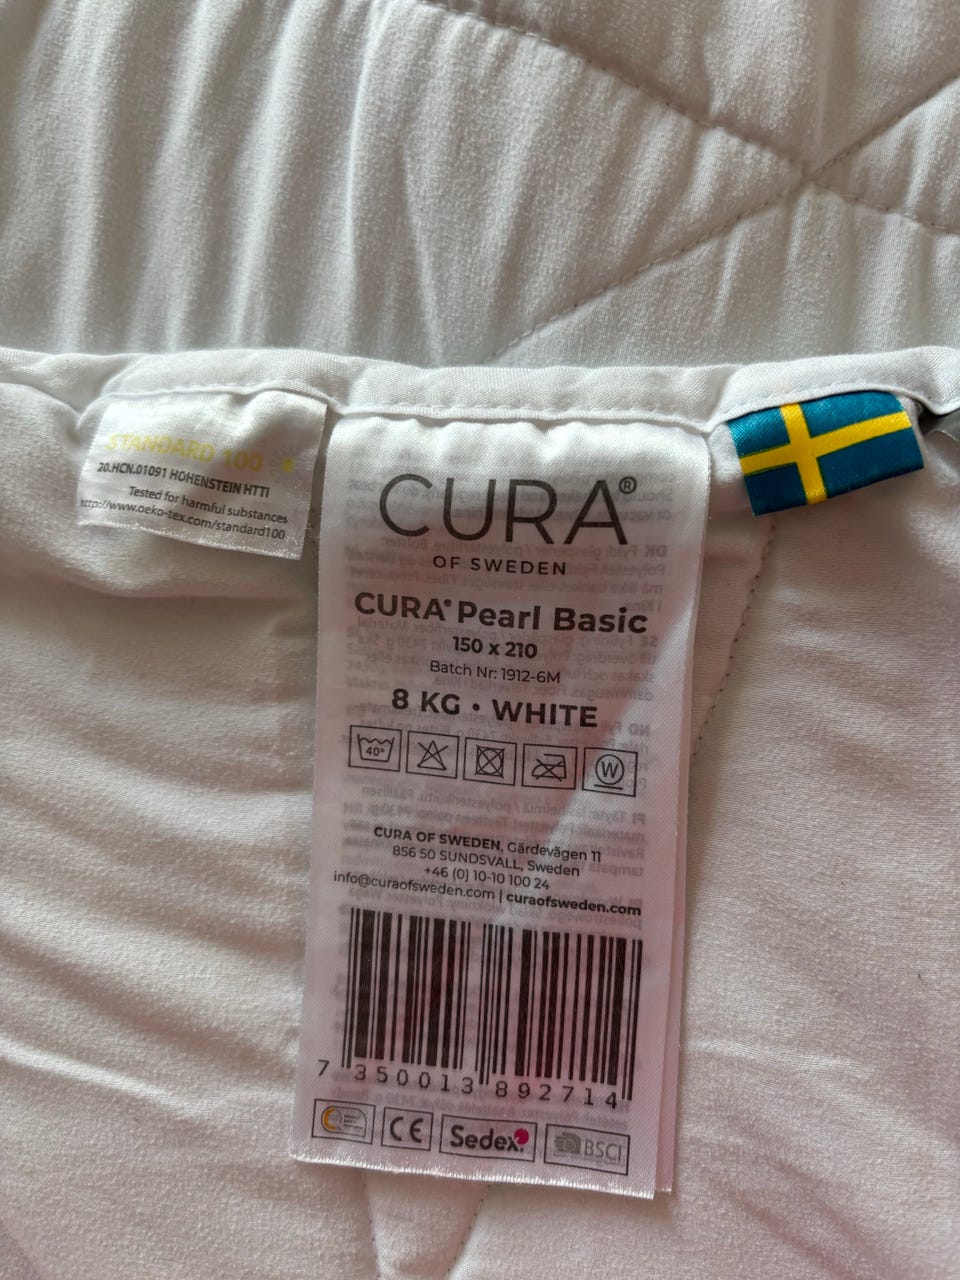 STANDARD 100
20.HCN.01091 HOHENSTEIN HTTI
Tested for harmful substances
http://www.oeko-tex.com/standard100
CURA®
OF SWEDEN
CURA® Pearl Basic
150 x 210
Batch Nr: 1912-6M
8 KG • WHITE
40°
W
CURA OF SWEDEN, Gärdevägen 11
856 50 SUNDSVALL, Sweden
+46 (0) 10-10 100 24
info@curaofsweden.com | curaofsweden.com
7 350013 892714
CE
Sedex
BSCI